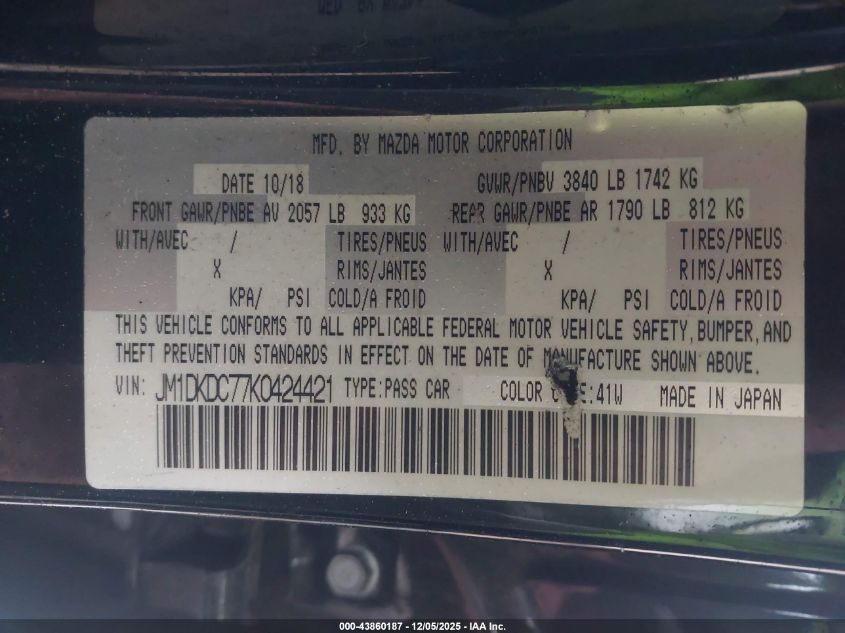 MFD. BY MAZDA MOTOR CORPORATION
DATE 10/18 GVWR/PNBV 3840 LB 1742 KG
FRONT GAWR/PNBE AV 2057 LB 933 KG REAR GAWR/PNBE AR 1790 LB 812 KG
WITH/AVEC / TIRES/PNEUS WITH/AVEC / TIRES/PNEUS
X RIMS/JANTES X RIMS/JANTES
KPA/ PSI COLD/A FROID KPA/ PSI COLD/A FROID
THIS VEHICLE CONFORMS TO ALL APPLICABLE FEDERAL MOTOR VEHICLE SAFETY, BUMPER, AND
THEFT PREVENTION STANDARDS IN EFFECT ON THE DATE OF MANUFACTURE SHOWN ABOVE.
VIN: JM1DKDC77K0424421 TYPE:PASS CAR COLOR :41W MADE IN JAPAN
000-43860187 - 12/05/2025 - IAA Inc.